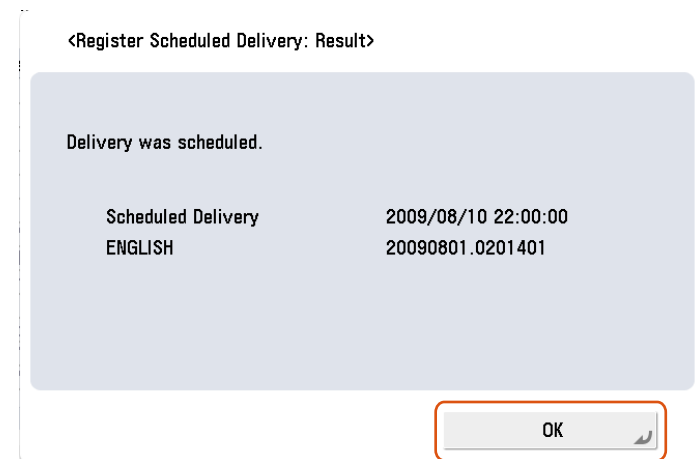 <Register Scheduled Delivery: Result>
Delivery was scheduled.
Scheduled Delivery 2009/08/10 22:00:00
ENGLISH 20090801.0201401
OK